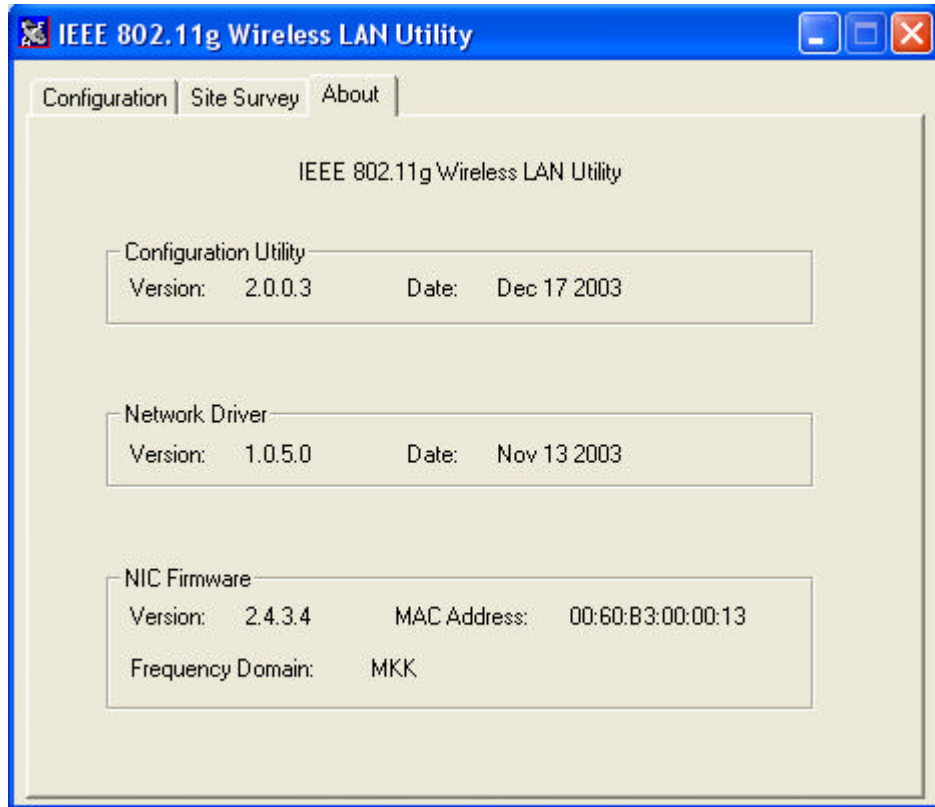 IEEE 802.11g Wireless LAN Utility
Configuration Site Survey About
IEEE 802.11g Wireless LAN Utility
Configuration Utility
Version: 2.0.0.3 Date: Dec 17 2003
Network Driver
Version: 1.0.5.0 Date: Nov 13 2003
NIC Firmware
Version: 2.4.3.4 MAC Address: 00:60:B3:00:00:13
Frequency Domain: MKK